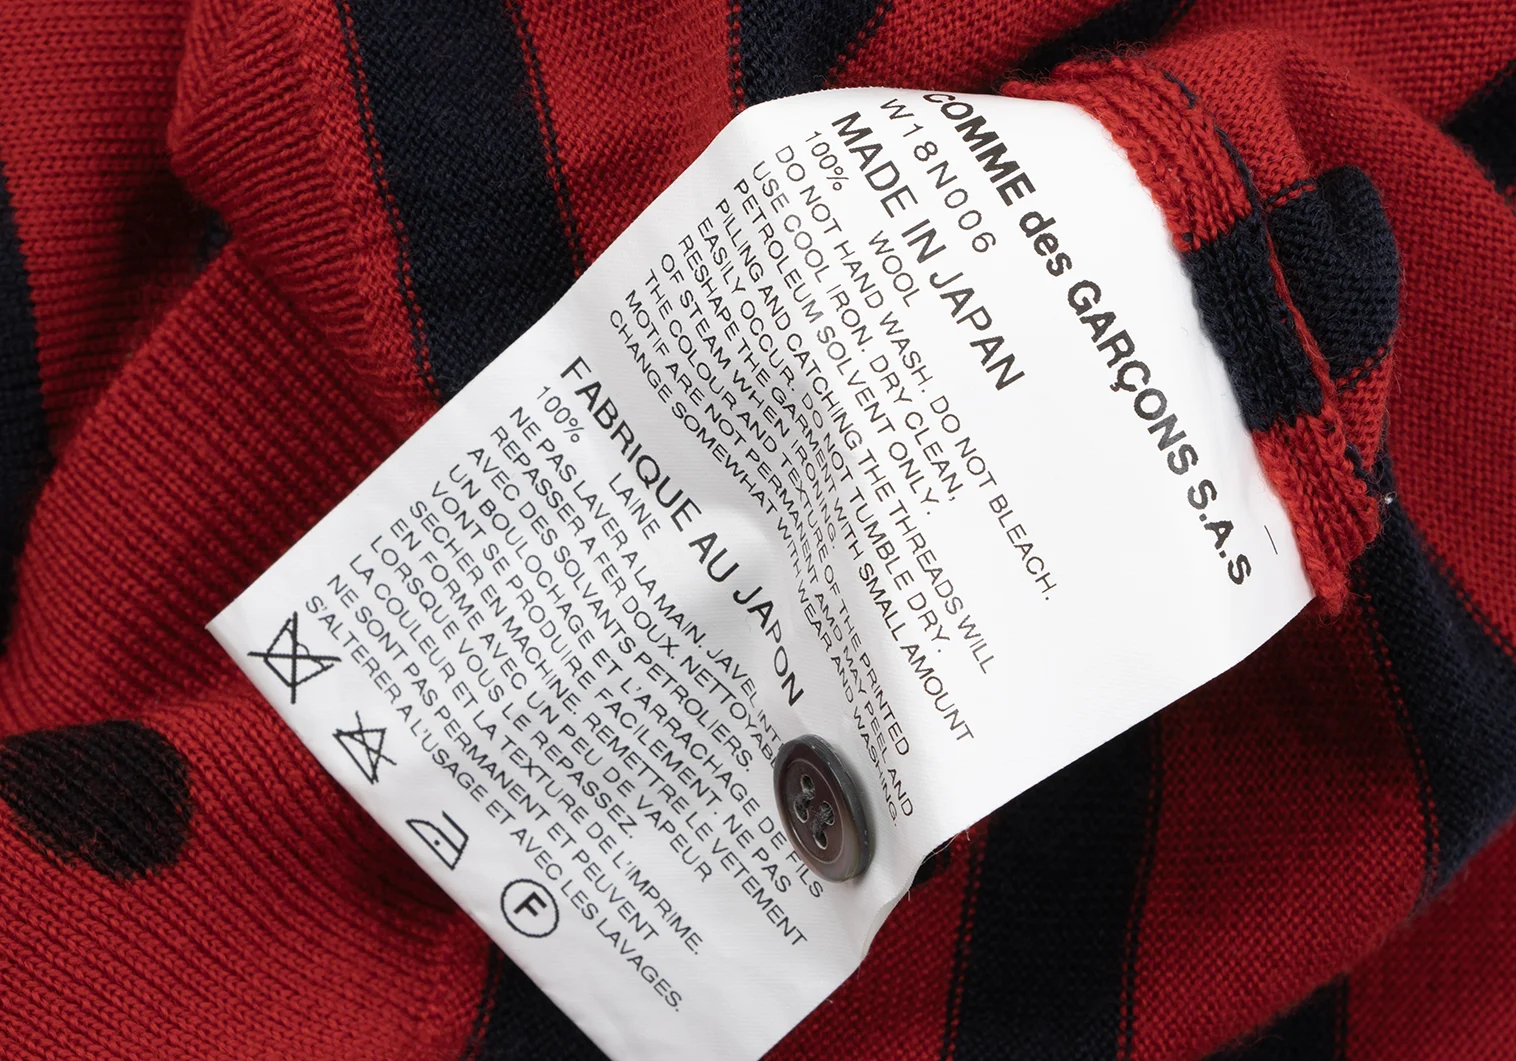 COMME des GARÇONS S.A.S
W18N006
MADE IN JAPAN
100% WOOL
DO NOT HAND WASH. DO NOT BLEACH.
USE COOL IRON. DRY CLEAN,
PETROLEUM SOLVENT ONLY.
PILLING AND CATCHING THE THREADS WILL
EASILY OCCUR. DO NOT TUMBLE DRY.
RESHAPE THE GARMENT WITH SMALL AMOUNT
OF STEAM WHEN IRONING.
THE COLOUR AND TEXTURE OF THE PRINTED
MOTIF ARE NOT PERMANENT AMD MAY PEEL AND
CHANGE SOMEWHAT WITH WEAR AND WASHING.
FABRIQUE AU JAPON
100% LAINE
NE PAS LAVER A LA MAIN. JAVEL INT
REPASSER A FER DOUX. NETTOYAB
AVEC DES SOLVANTS PETROLIERS.
UN BOULOCHAGE ET L'ARRACHAGE DE FILS
VONT SE PRODUIRE FACILEMENT. NE PAS
SECHER EN MACHINE. REMETTRE LE VETEMENT
EN FORME AVEC UN PEU DE VAPEUR
LORSQUE VOUS LE REPASSEZ.
LA COULEUR ET LA TEXTURE DE L'IMPRIME.
NE SONT PAS PERMANENT ET PEUVENT
S'ALTERER A L'USAGE ET AVEC LES LAVAGES.
F